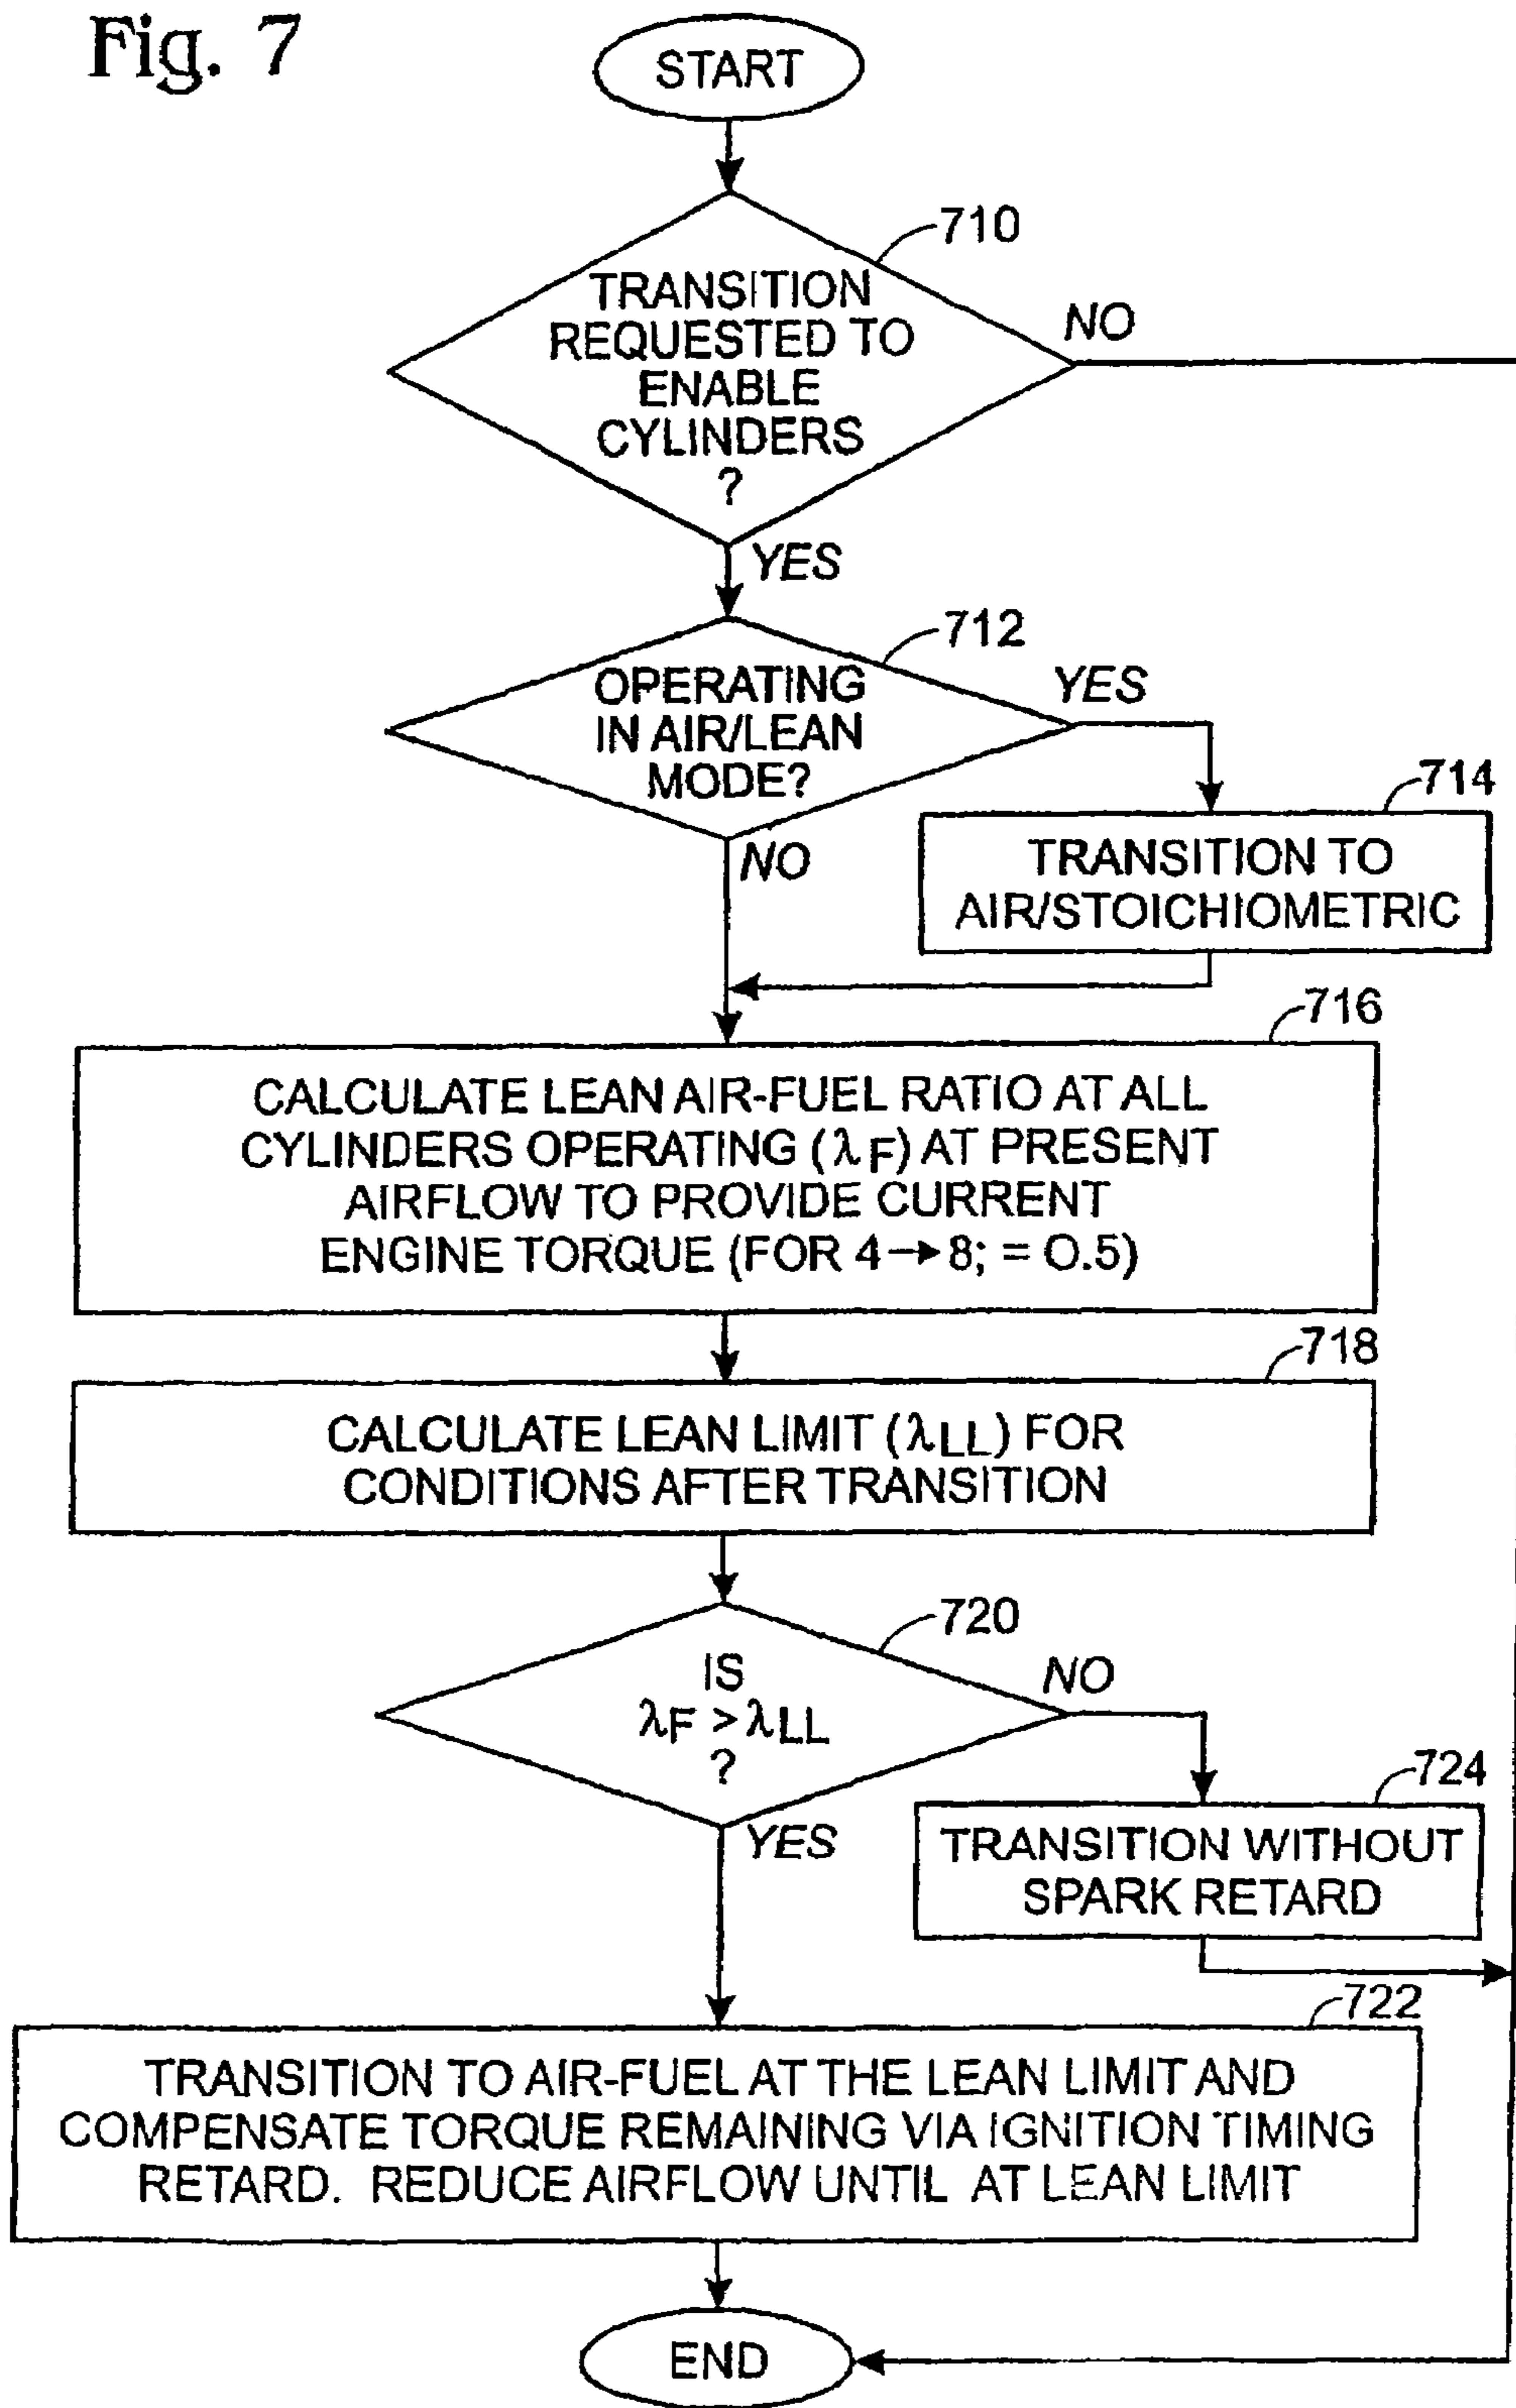 Fig. 7
START
710
TRANSITION
REQUESTED TO
ENABLE
CYLINDERS
?
NO
YES
712
OPERATING
IN AIR/LEAN
MODE?
YES
NO
714
TRANSITION TO
AIR/STOICHIOMETRIC
716
CALCULATE LEAN AIR-FUEL RATIO AT ALL
CYLINDERS OPERATING (λF) AT PRESENT
AIRFLOW TO PROVIDE CURRENT
ENGINE TORQUE (FOR 4→8; = 0.5)
718
CALCULATE LEAN LIMIT (λLL) FOR
CONDITIONS AFTER TRANSITION
720
IS
λF > λLL
?
NO
YES
724
TRANSITION WITHOUT
SPARK RETARD
722
TRANSITION TO AIR-FUEL AT THE LEAN LIMIT AND
COMPENSATE TORQUE REMAINING VIA IGNITION TIMING
RETARD. REDUCE AIRFLOW UNTIL AT LEAN LIMIT
END